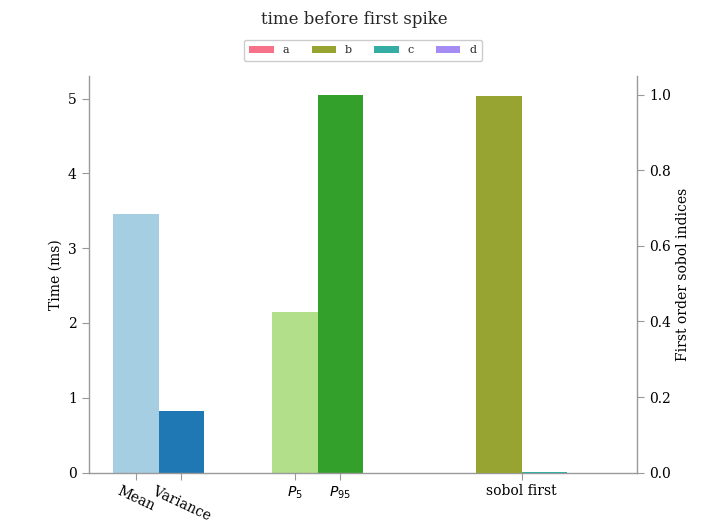 time before first spike
a b c d
5 1.0
4 0.8
3 0.6
2 0.4
1 0.2
0 0.0
Time (ms)
First order sobol indices
Mean Variance P5 P95 sobol first